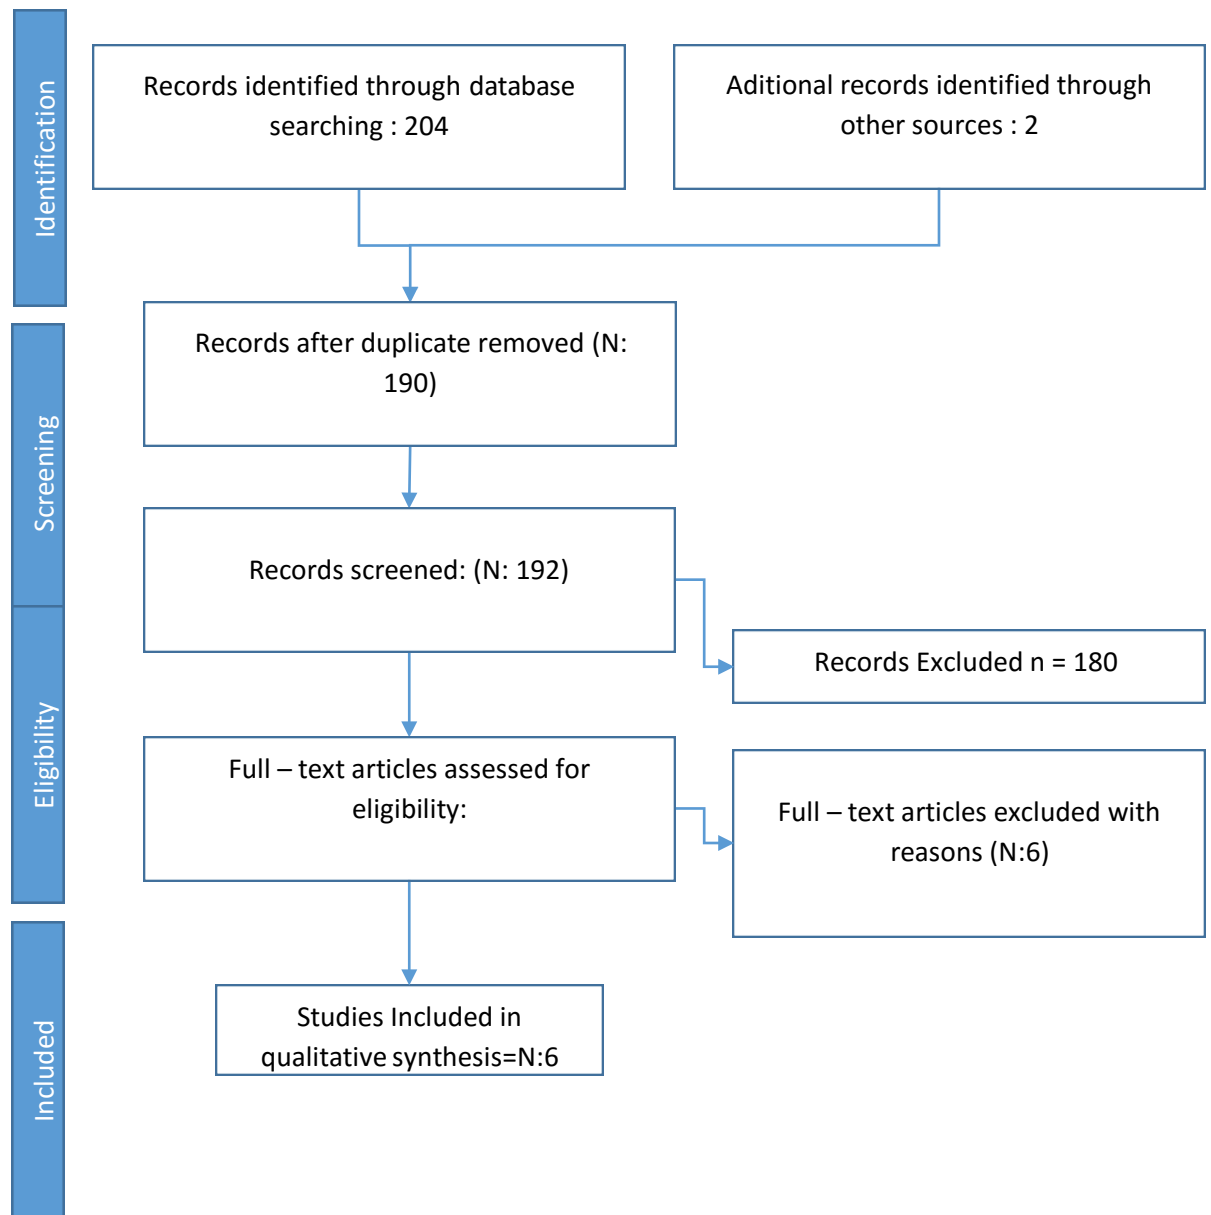 Identification
Records identified through database
searching : 204
Aditional records identified through
other sources : 2
Screening
Records after duplicate removed (N:
190)
Records screened: (N: 192)
Records Excluded n = 180
Eligibility
Full – text articles assessed for
eligibility:
Full – text articles excluded with
reasons (N:6)
Included
Studies Included in
qualitative synthesis=N:6